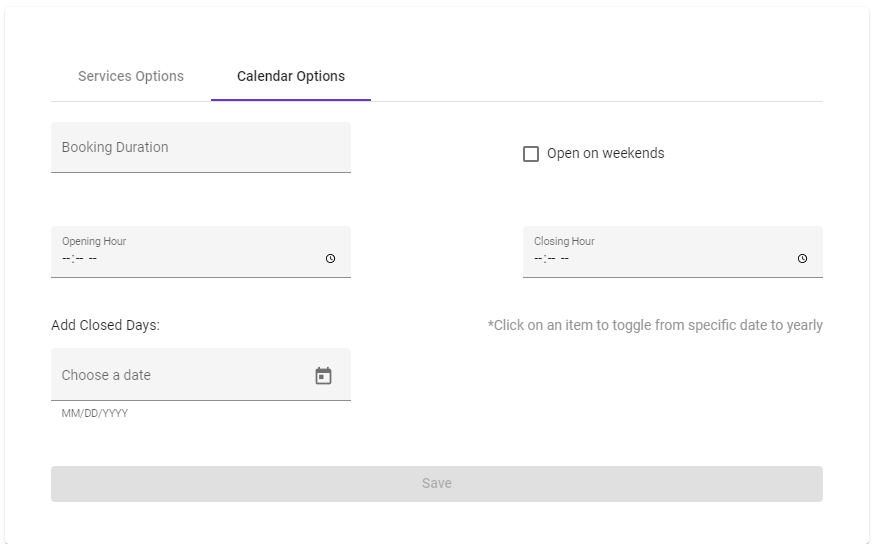 Services Options
Calendar Options
Booking Duration
Open on weekends
Opening Hour
--:-- --
Closing Hour
--:-- --
Add Closed Days:
*Click on an item to toggle from specific date to yearly
Choose a date
MM/DD/YYYY
Save